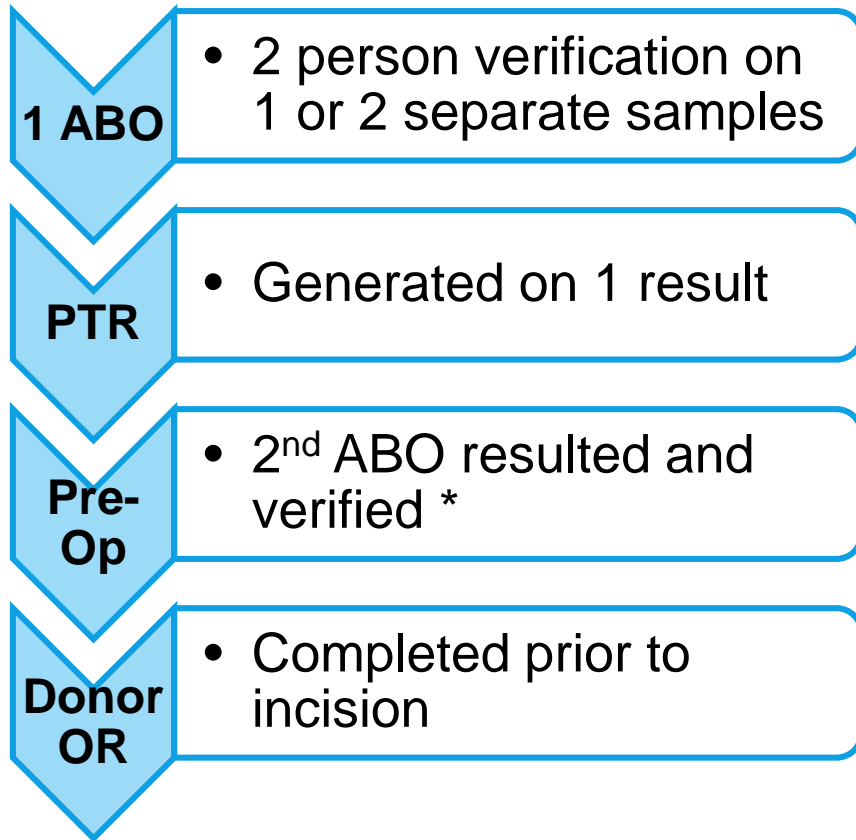 1 ABO
• 2 person verification on
1 or 2 separate samples
PTR
• Generated on 1 result
Pre-
Op
• 2nd ABO resulted and
verified *
Donor
OR
• Completed prior to
incision